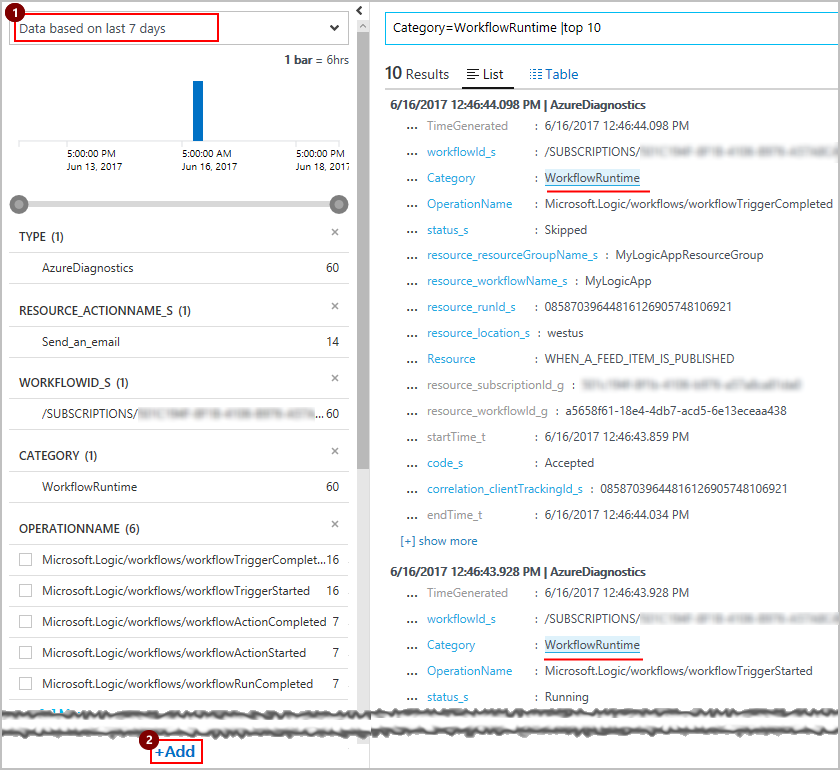 1
Data based on last 7 days
1 bar = 6hrs
5:00:00 PM
Jun 13, 2017
5:00:00 AM
Jun 16, 2017
5:00:00 PM
Jun 18, 2017
TYPE (1)
AzureDiagnostics 60
RESOURCE_ACTIONNAME_S (1)
Send_an_email 14
WORKFLOWID_S (1)
/SUBSCRIPTIONS/ ...60
CATEGORY (1)
WorkflowRuntime 60
OPERATIONNAME (6)
Microsoft.Logic/workflows/workflowTriggerComplet...16
Microsoft.Logic/workflows/workflowTriggerStarted 16
Microsoft.Logic/workflows/workflowActionCompleted 7
Microsoft.Logic/workflows/workflowActionStarted 7
Microsoft.Logic/workflows/workflowRunCompleted 7
2
+Add
Category=WorkflowRuntime |top 10
10 Results List Table
6/16/2017 12:46:44.098 PM | AzureDiagnostics
... TimeGenerated : 6/16/2017 12:46:44.098 PM
... workflowId_s : /SUBSCRIPTIONS/
... Category : WorkflowRuntime
... OperationName : Microsoft.Logic/workflows/workflowTriggerCompleted
... status_s : Skipped
... resource_resourceGroupName_s : MyLogicAppResourceGroup
... resource_workflowName_s : MyLogicApp
... resource_runId_s : 08587039644816126905748106921
... resource_location_s : westus
... Resource : WHEN_A_FEED_ITEM_IS_PUBLISHED
... resource_subscriptionId_g :
... resource_workflowId_g : a5658f61-18e4-4db7-acd5-6e13eceaa438
... startTime_t : 6/16/2017 12:46:43.859 PM
... code_s : Accepted
... correlation_clientTrackingId_s : 08587039644816126905748106921
... endTime_t : 6/16/2017 12:46:44.034 PM
[+] show more
6/16/2017 12:46:43.928 PM | AzureDiagnostics
... TimeGenerated : 6/16/2017 12:46:43.928 PM
... workflowId_s : /SUBSCRIPTIONS/
... Category : WorkflowRuntime
... OperationName : Microsoft.Logic/workflows/workflowTriggerStarted
... status_s : Running